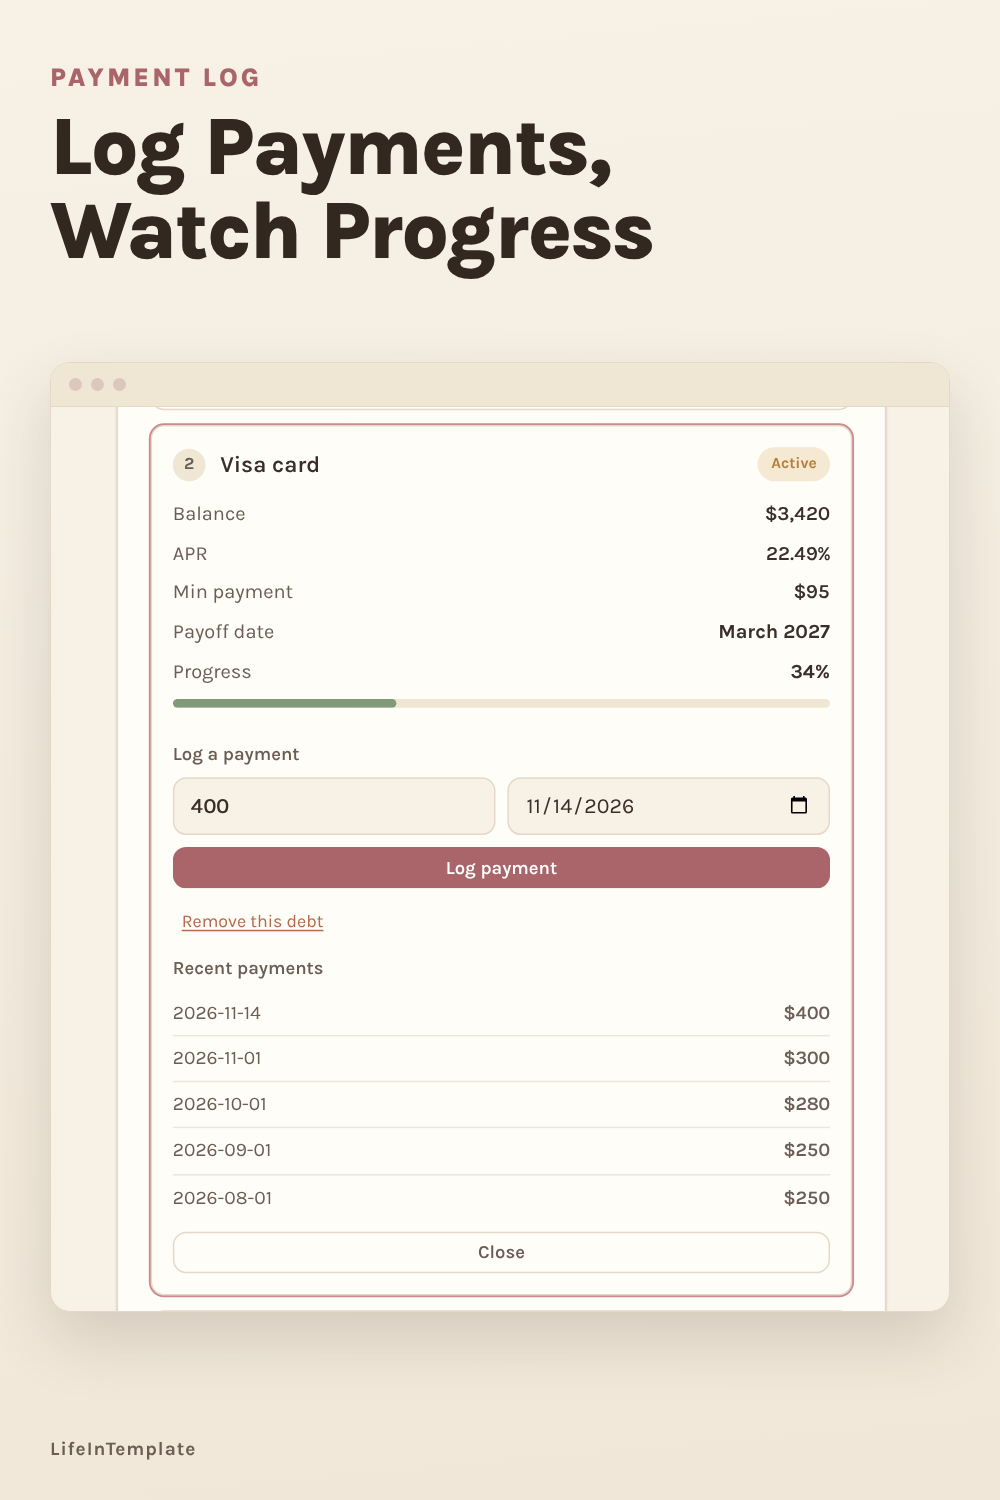 PAYMENT LOG
Log Payments,
Watch Progress
2 Visa card Active
Balance $3,420
APR 22.49%
Min payment $95
Payoff date March 2027
Progress 34%
Log a payment
400 11/14/2026
Log payment
Remove this debt
Recent payments
2026-11-14 $400
2026-11-01 $300
2026-10-01 $280
2026-09-01 $250
2026-08-01 $250
Close
LifeInTemplate